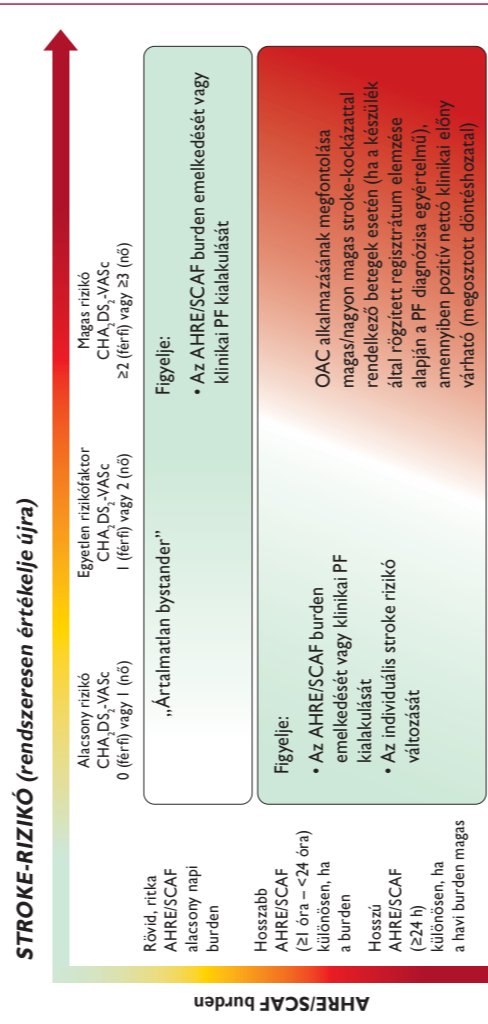 STROKE-RIZIKÓ (rendszeresen értékelje újra)
Alacsony rizikó
CHA₂DS₂-VASc
0 (férfi) vagy 1 (nő)
Egyetlen rizikófaktor
CHA₂DS₂-VASc
1 (férfi) vagy 2 (nő)
Magas rizikó
CHA₂DS₂-VASc
≥2 (férfi) vagy ≥3 (nő)
AHRE/SCAF burden
Rövid, ritka
AHRE/SCAF
alacsony napi
burden
„Ártalmatlan bystander”
Figyelje:
• Az AHRE/SCAF burden emelkedését vagy
klinikai PF kialakulását
Hosszabb
AHRE/SCAF
(≥1 óra – <24 óra)
különösen, ha
a burden
Hosszú
AHRE/SCAF
(≥24 h)
különösen, ha
a havi burden magas
Figyelje:
• Az AHRE/SCAF burden
emelkedését vagy klinikai PF
kialakulását
• Az individuális stroke rizikó
változását
OAC alkalmazásának megfontolása
magas/nagyon magas stroke-kockázattal
rendelkező betegek esetén (ha a készülék
által rögzített regisztrátum elemzése
alapján a PF diagnózisa egyértelmű),
amennyiben pozitív nettó klinikai előny
várható (megosztott döntéshozatal)